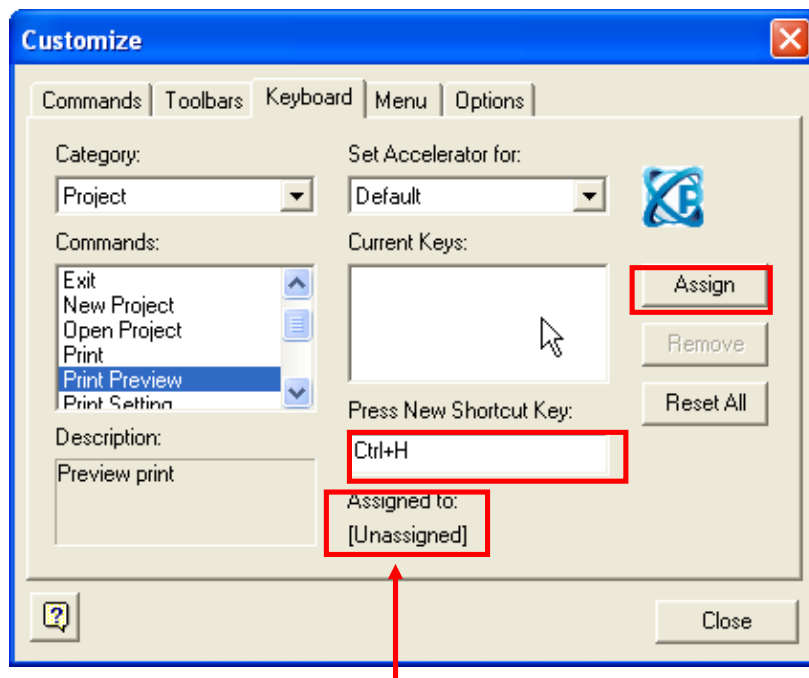 Customize
Commands Toolbars Keyboard Menu Options
Category:
Project
Commands:
Exit
New Project
Open Project
Print
Print Preview
Print Setting
Description:
Preview print
Set Accelerator for:
Default
Current Keys:
Press New Shortcut Key:
Ctrl+H
Assigned to:
[Unassigned]
Assign
Remove
Reset All
?
Close